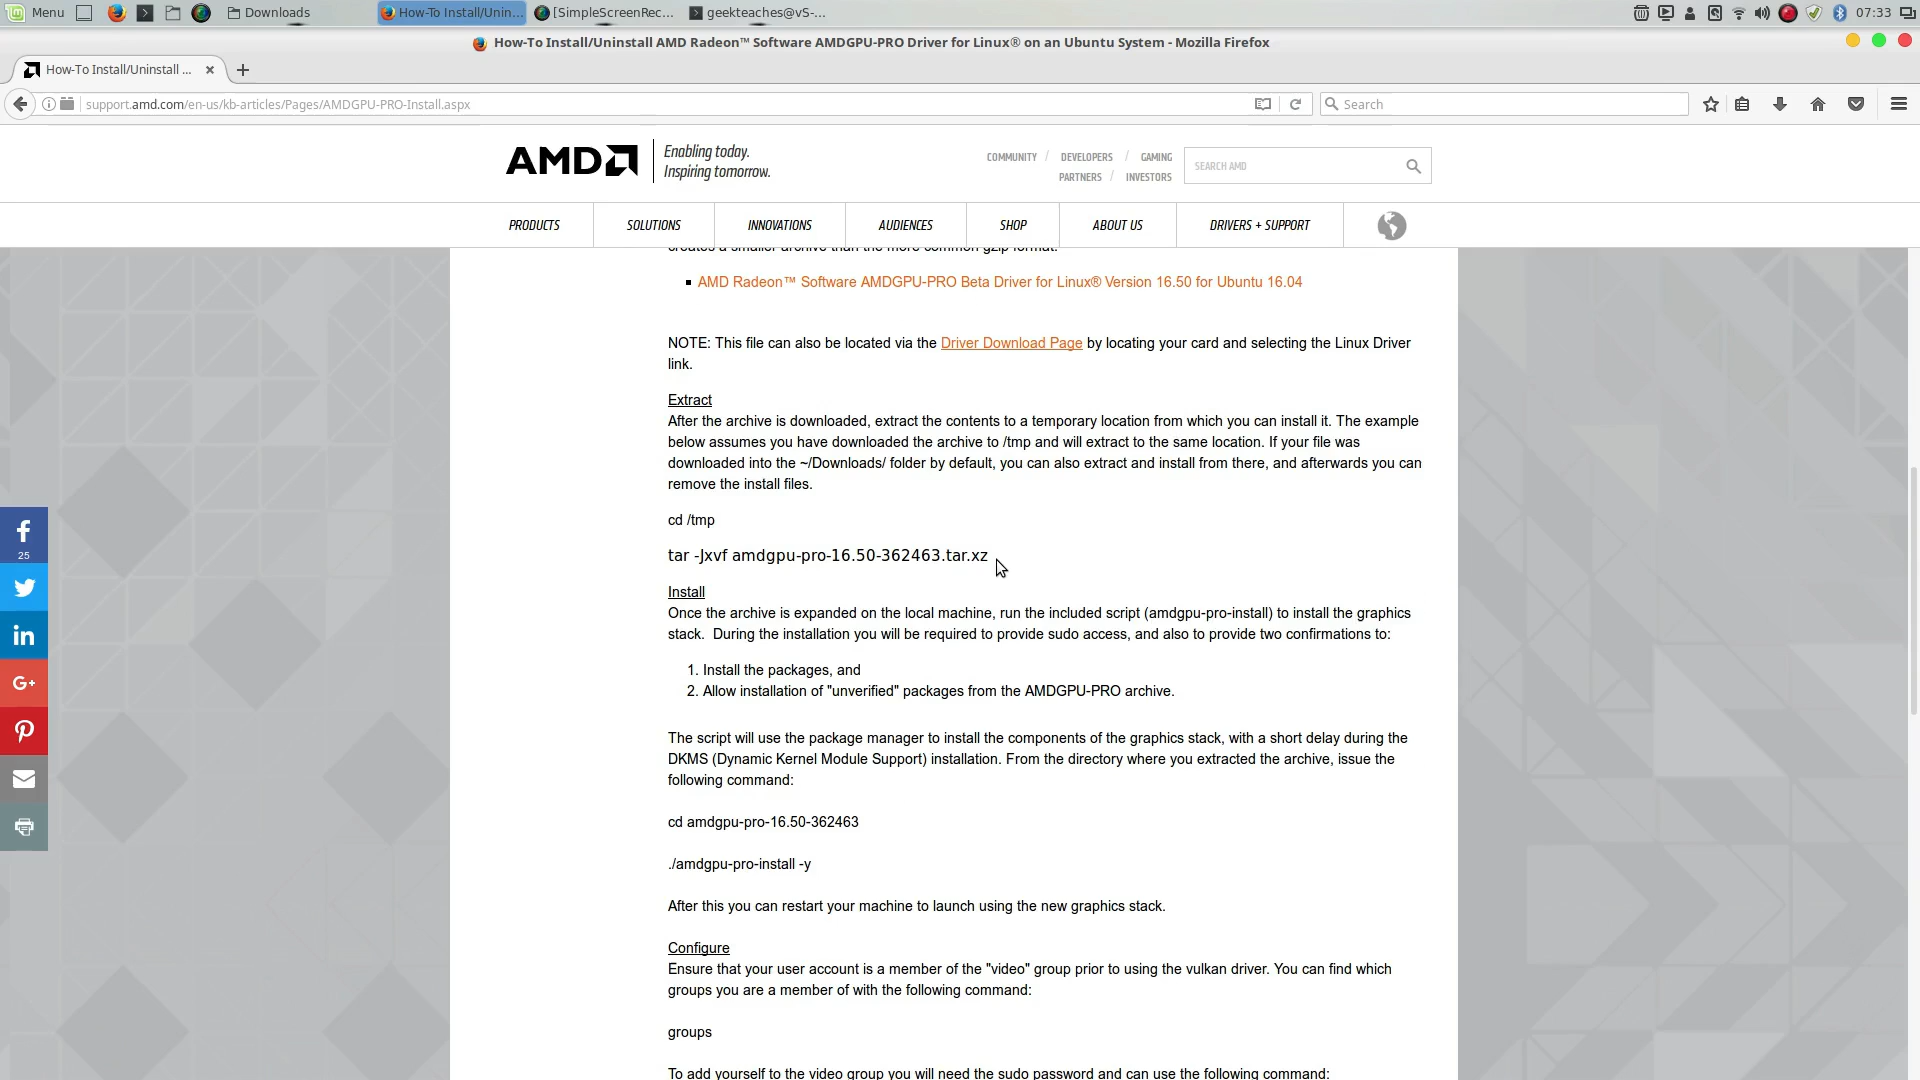 Menu
Downloads
How-To Install/Unin...
[SimpleScreenRec...
geekteaches@vS-...
07:33
How-To Install/Uninstall AMD Radeon™ Software AMDGPU-PRO Driver for Linux® on an Ubuntu System - Mozilla Firefox
How-To Install/Uninstall ...
support.amd.com/en-us/kb-articles/Pages/AMDGPU-PRO-Install.aspx
Search
AMD
Enabling today.
Inspiring tomorrow.
COMMUNITY / DEVELOPERS / GAMING
PARTNERS / INVESTORS
SEARCH AMD
PRODUCTS
SOLUTIONS
INNOVATIONS
AUDIENCES
SHOP
ABOUT US
DRIVERS + SUPPORT
creates a smaller archive than the more common gzip format.
AMD Radeon™ Software AMDGPU-PRO Beta Driver for Linux® Version 16.50 for Ubuntu 16.04
NOTE: This file can also be located via the Driver Download Page by locating your card and selecting the Linux Driver
link.
Extract
After the archive is downloaded, extract the contents to a temporary location from which you can install it. The example
below assumes you have downloaded the archive to /tmp and will extract to the same location. If your file was
downloaded into the ~/Downloads/ folder by default, you can also extract and install from there, and afterwards you can
remove the install files.
cd /tmp
tar -Jxvf amdgpu-pro-16.50-362463.tar.xz
Install
Once the archive is expanded on the local machine, run the included script (amdgpu-pro-install) to install the graphics
stack.  During the installation you will be required to provide sudo access, and also to provide two confirmations to:
1. Install the packages, and
2. Allow installation of "unverified" packages from the AMDGPU-PRO archive.
The script will use the package manager to install the components of the graphics stack, with a short delay during the
DKMS (Dynamic Kernel Module Support) installation. From the directory where you extracted the archive, issue the
following command:
cd amdgpu-pro-16.50-362463
./amdgpu-pro-install -y
After this you can restart your machine to launch using the new graphics stack.
Configure
Ensure that your user account is a member of the "video" group prior to using the vulkan driver. You can find which
groups you are a member of with the following command:
groups
To add yourself to the video group you will need the sudo password and can use the following command:
f
25
in
G+